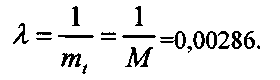 λ = 1/m_t = 1/M =0,00286.